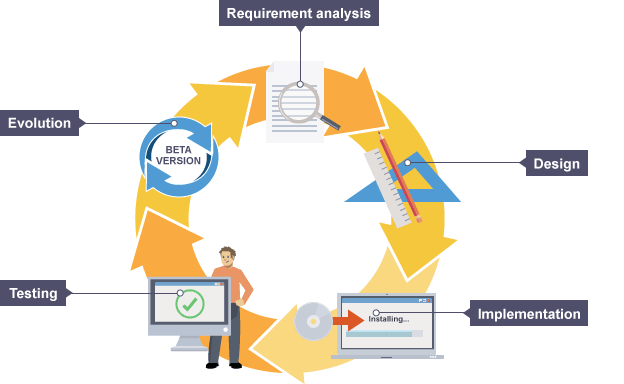 Requirement analysis
Evolution
BETA
VERSION
Design
Testing
Installing...
Implementation